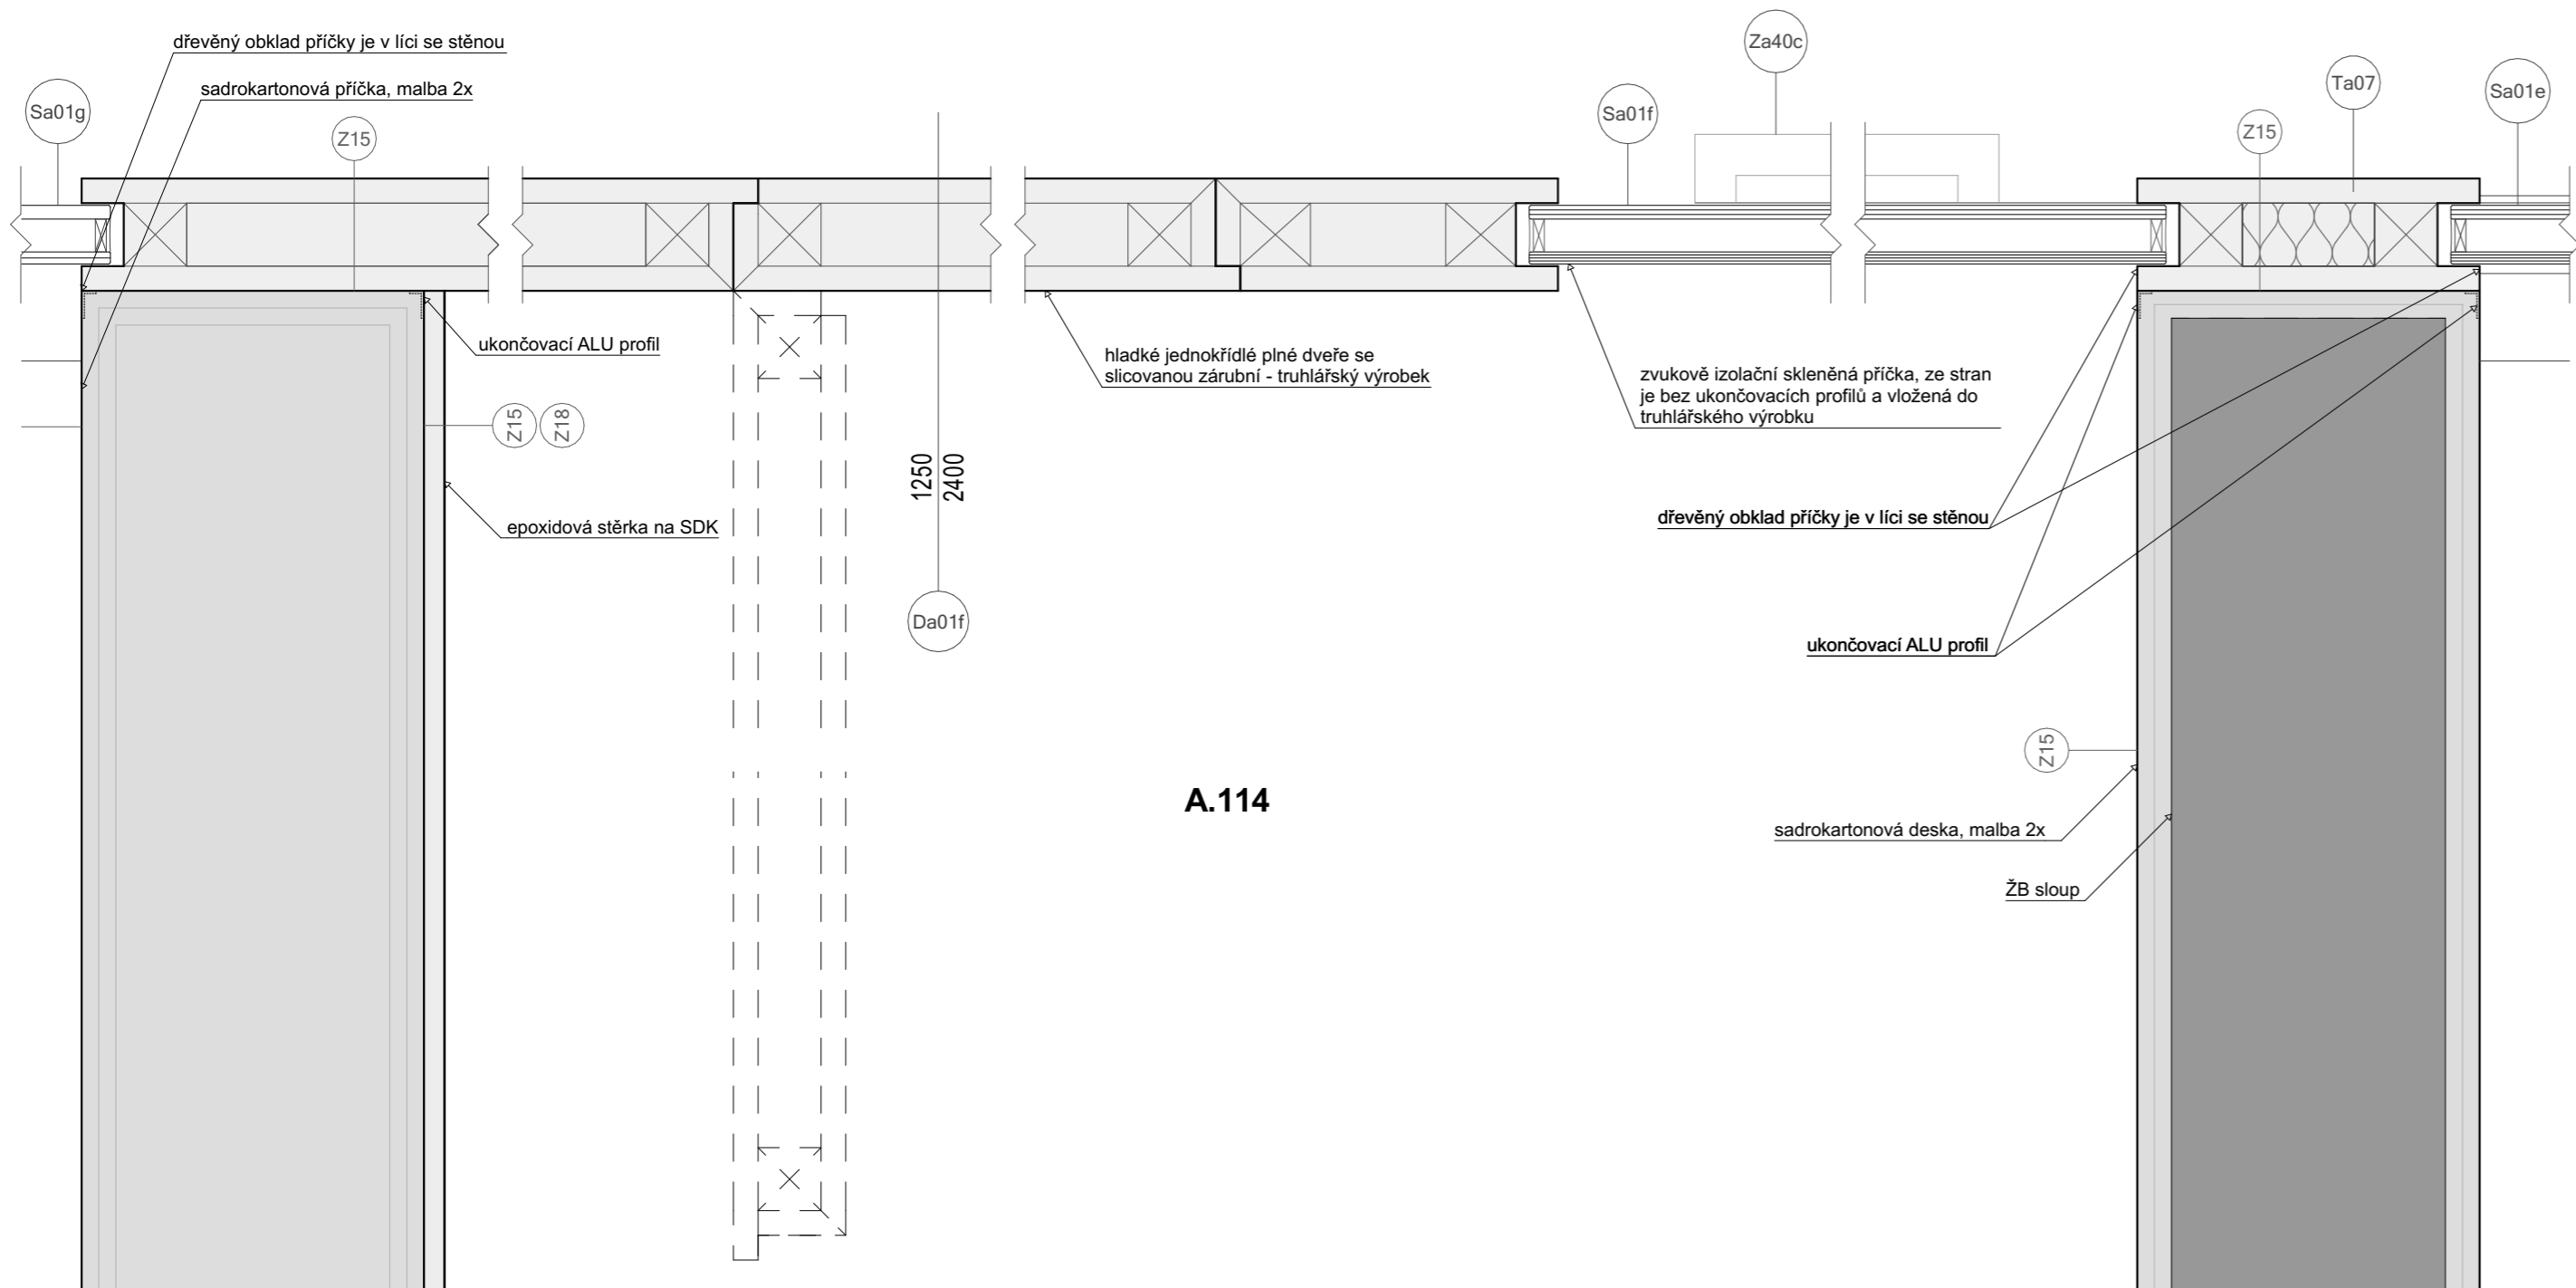 dřevěný obklad příčky je v líci se stěnou
sadrokartonová příčka, malba 2x
Sa01g
Z15
Za40c
Sa01f
Ta07
Sa01e
Z15
ukončovací ALU profil
hladké jednokřídlé plné dveře se
slicovanou zárubní - truhlářský výrobek
zvukově izolační skleněná příčka, ze stran
je bez ukončovacích profilů a vložená do
truhlářského výrobku
Z15
Z18
1250
2400
epoxidová stěrka na SDK
dřevěný obklad příčky je v líci se stěnou
Da01f
ukončovací ALU profil
Z15
A.114
sadrokartonová deska, malba 2x
ŽB sloup